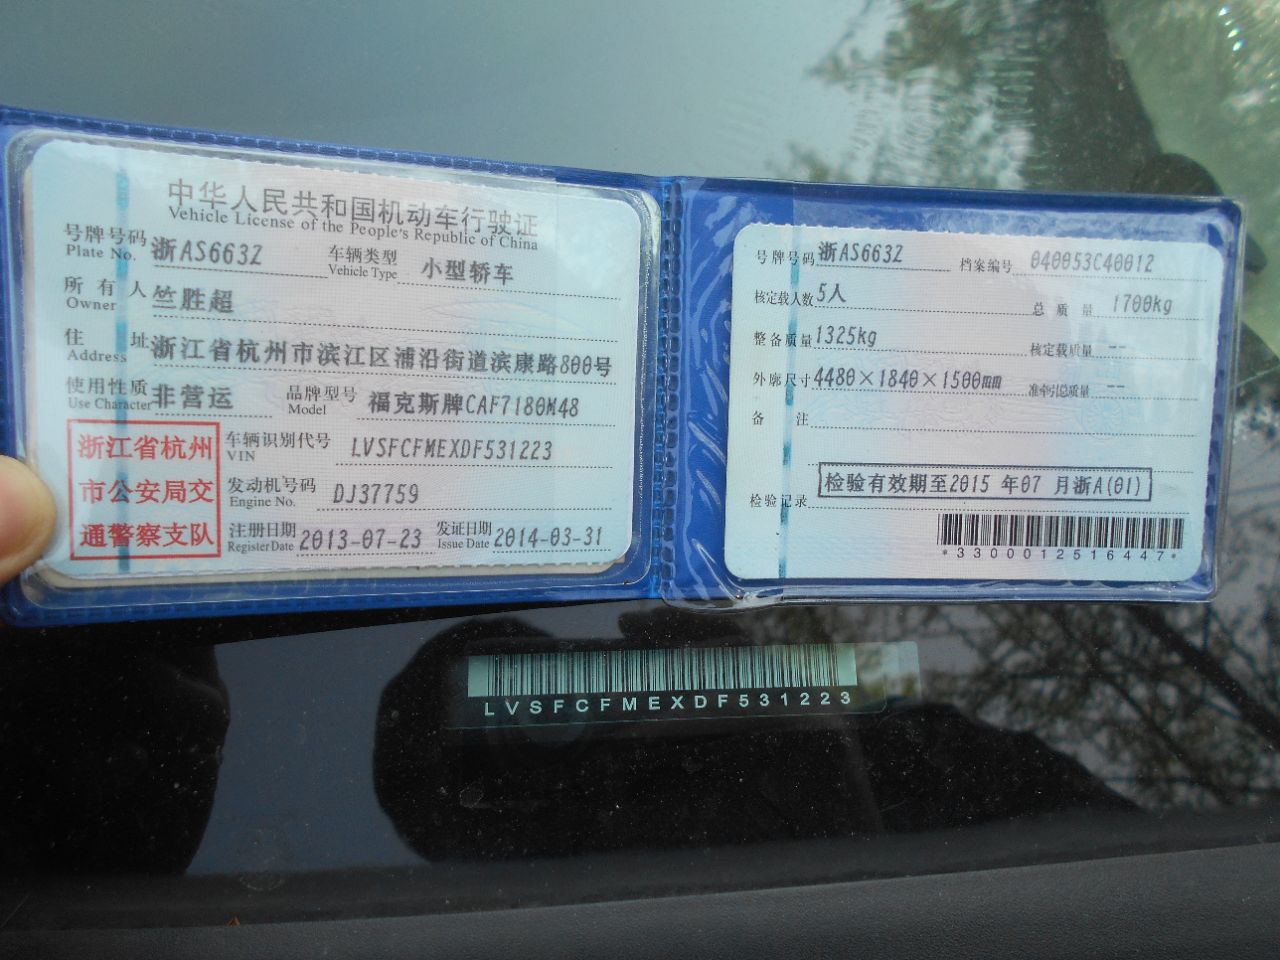 中华人民共和国机动车行驶证
Vehicle License of the People's Republic of China
号牌号码 浙AS663Z 车辆类型 小型轿车
Plate No. Vehicle Type
所有人 竺胜超
Owner
住址 浙江省杭州市滨江区浦沿街道滨康路800号
Address
使用性质 非营运 品牌型号 福克斯牌CAF7180M48
Use Character Model
浙江省杭州
市公安局交
通警察支队
车辆识别代号 LVSFCFMEXDF531223
VIN
发动机号码 DJ37759
Engine No.
注册日期 2013-07-23 发证日期 2014-03-31
Register Date Issue Date
号牌号码 浙AS663Z 档案编号 040053C40012
核定载人数 5人 总质量 1700kg
整备质量 1325kg 核定载质量 --
外廓尺寸 4480×1840×1500mm 准牵引总质量 --
备注
检验记录 检验有效期至2015 年07 月浙A(01)
*3300012516447*
LVSFCFMEXDF531223